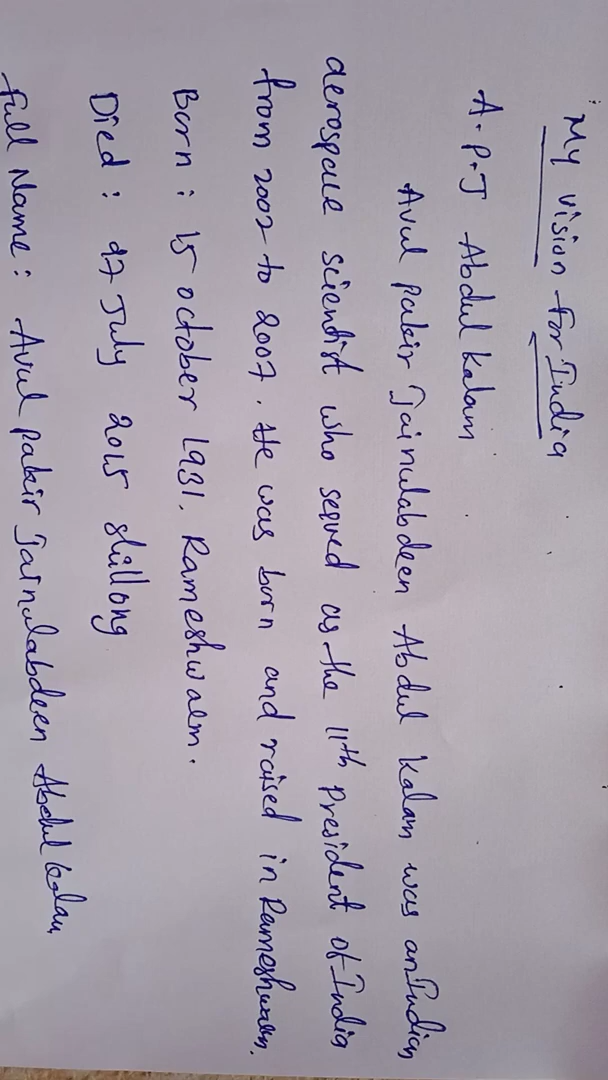 My vision for India
A.P.J Abdul kalam
Avul pakir Jainulabdeen Abdul kalam was an Indian
aerospace scientist who served as the 11th President of India
from 2002 to 2007. He was born and raised in Rameshwaram.
Born : 15 october 1931, Rameshwaem.
Died : 27 July 2015 shillong
Full Name : Avul pakir Jainulabdeen Abdul kalam